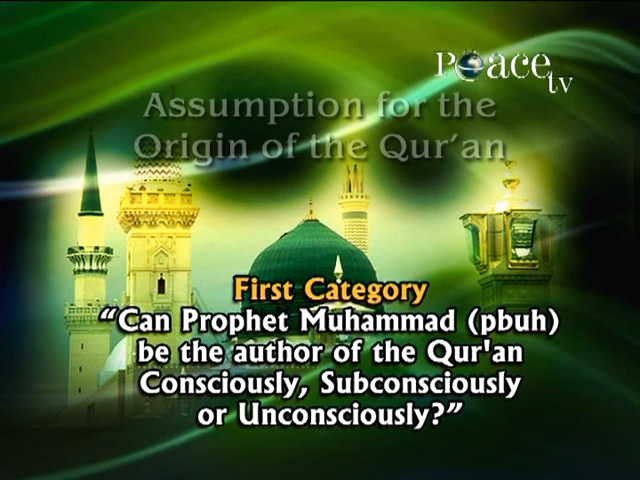 Peace tv
Assumption for the
Origin of the Qur'an
First Category
“Can Prophet Muhammad (pbuh)
be the author of the Qur'an
Consciously, Subconsciously
or Unconsciously?”